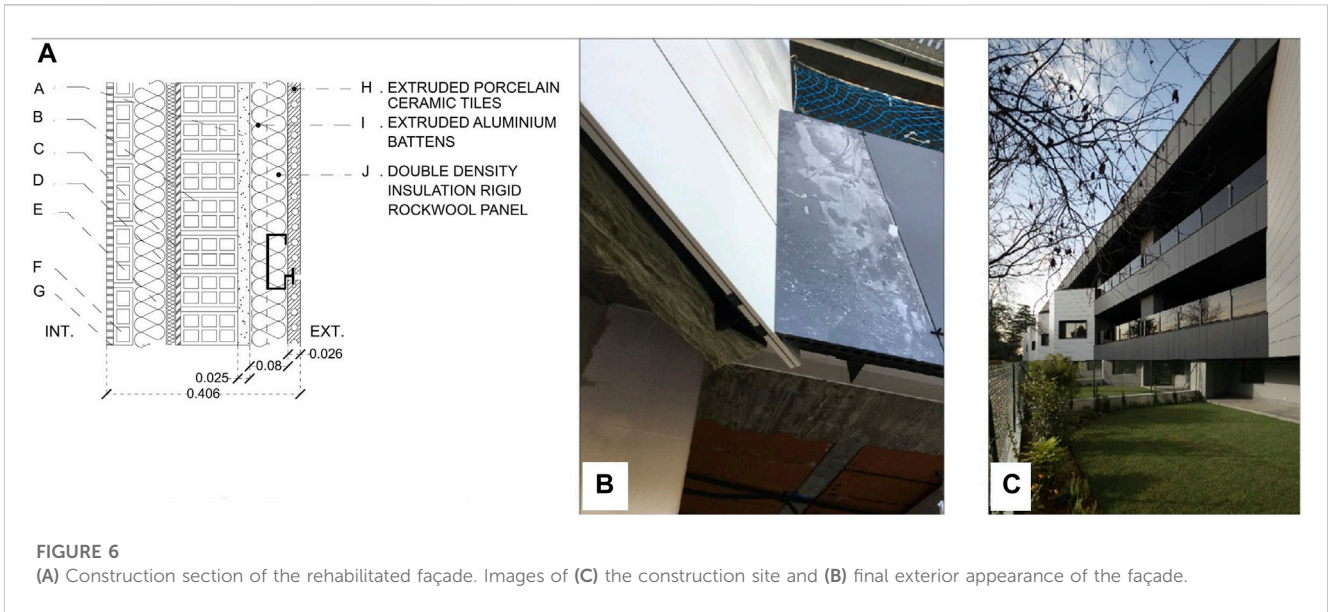 A
A
B
C
D
E
F
G
INT.
EXT.
H . EXTRUDED PORCELAIN
CERAMIC TILES
I . EXTRUDED ALUMINIUM
BATTENS
J . DOUBLE DENSITY
INSULATION RIGID
ROCKWOOL PANEL
0.026
0.08
0.025
0.406
B
C
FIGURE 6
(A) Construction section of the rehabilitated façade. Images of (C) the construction site and (B) final exterior appearance of the façade.